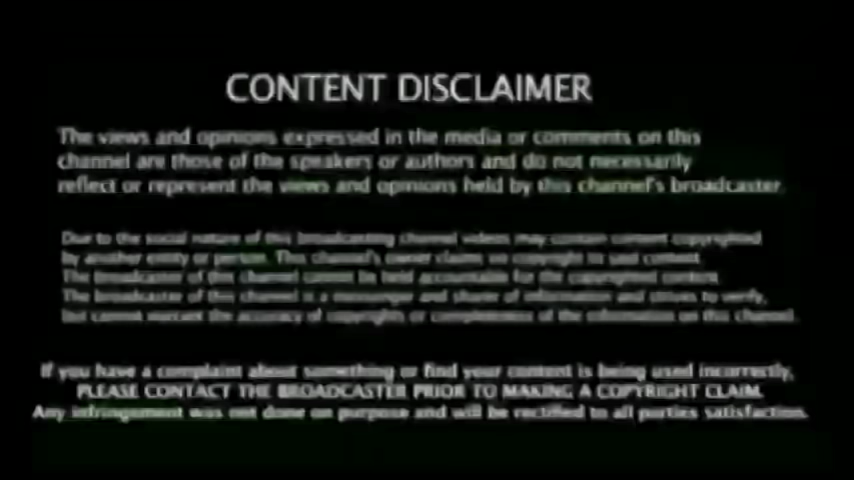 CONTENT DISCLAIMER
The views and opinions expressed in the media or comments on this
channel are those of the speakers or authors and do not necessarily
reflect or represent the views and opinions held by this channel's broadcaster.
Due to the social nature of this broadcasting channel videos may contain content copyrighted
by another entity or person. This channel's owner claims no copyright to said content.
The broadcaster of this channel cannot be held accountable for the copyrighted content.
The broadcaster of this channel is a messenger and sharer of information and strives to verify,
but cannot warrant the accuracy of copyrights or completeness of the information on this channel.
If you have a complaint about something or find your content is being used incorrectly,
PLEASE CONTACT THE BROADCASTER PRIOR TO MAKING A COPYRIGHT CLAIM.
Any infringement was not done on purpose and will be rectified to all parties satisfaction.